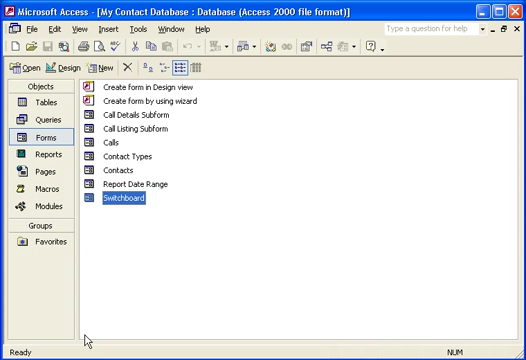 Microsoft Access - [My Contact Database : Database (Access 2000 file format)]
File Edit View Insert Tools Window Help Type a question for help
Open Design New
Objects
Tables
Queries
Forms
Reports
Pages
Macros
Modules
Groups
Favorites
Create form in Design view
Create form by using wizard
Call Details Subform
Call Listing Subform
Calls
Contact Types
Contacts
Report Date Range
Switchboard
Ready NUM